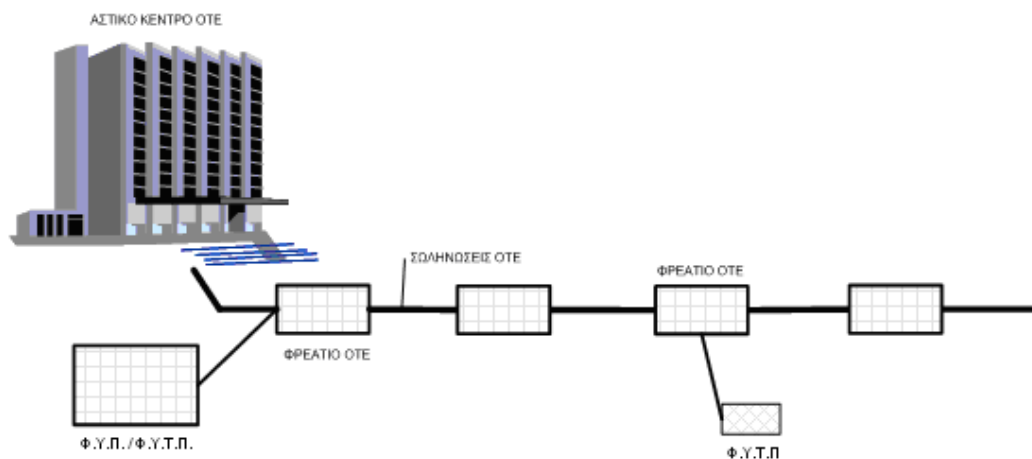 ΑΣΤΙΚΟ ΚΕΝΤΡΟ ΟΤΕ
ΣΩΛΗΝΩΣΕΙΣ ΟΤΕ
ΦΡΕΑΤΙΟ ΟΤΕ
ΦΡΕΑΤΙΟ ΟΤΕ
Φ.Υ.Π. /Φ.Υ.Τ.Π.
Φ.Υ.Τ.Π